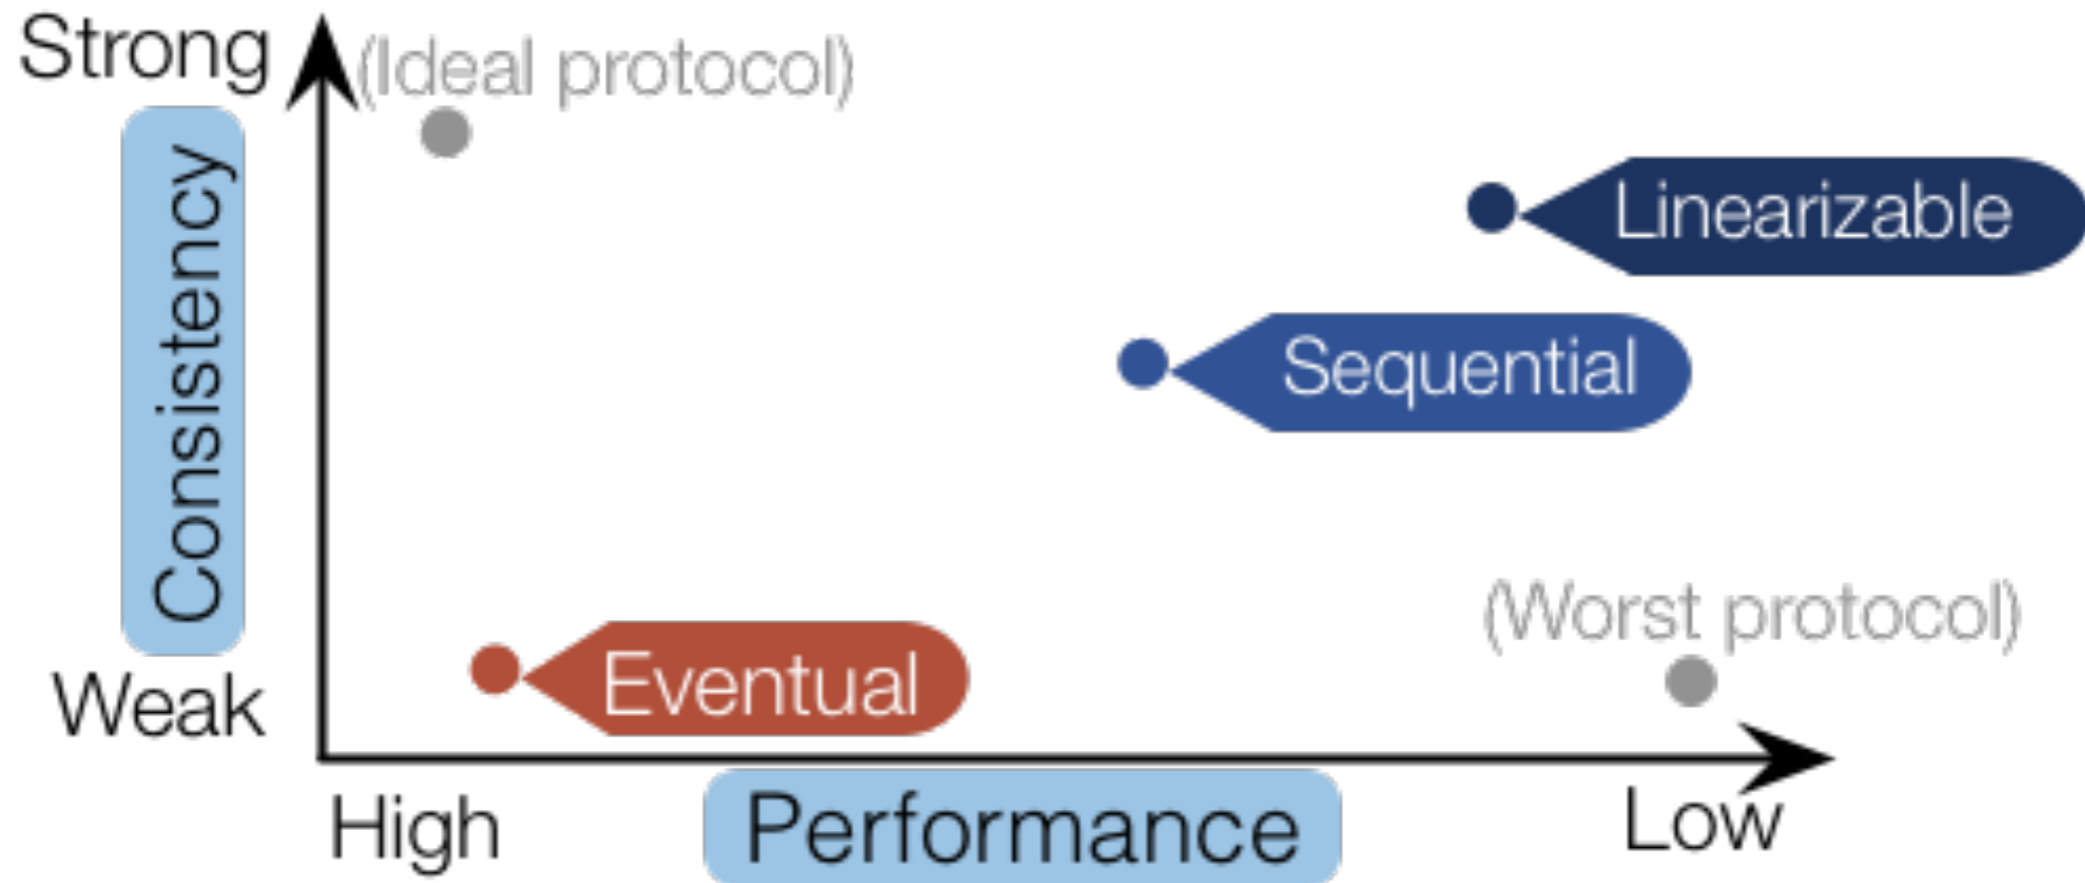 Strong
(Ideal protocol)
Consistency
Linearizable
Sequential
(Worst protocol)
Eventual
Weak
High
Performance
Low